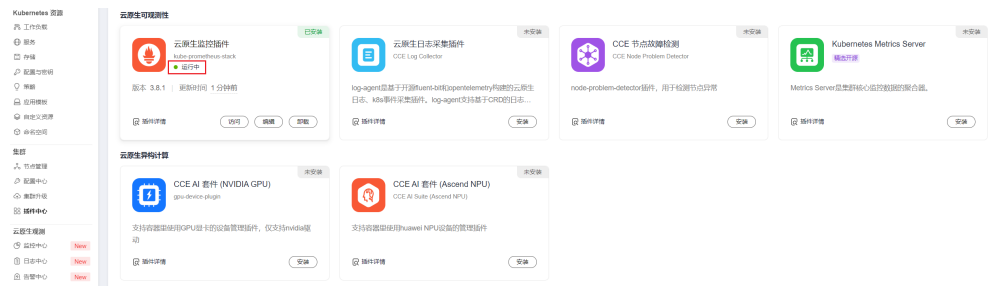 Kubernetes 资源
工作负载
服务
存储
配置与密钥
策略
应用模板
自定义资源
命名空间
集群
节点管理
配置中心
集群升级
插件中心
云原生观测
监控中心 New
日志中心 New
告警中心 New
云原生可观测性
已安装
云原生监控插件
kube-prometheus-stack
运行中
版本 3.8.1 | 更新时间 1 分钟前
插件详情 访问 编辑 卸载
未安装
云原生日志采集插件
CCE Log Collector
log-agent是基于开源fluent-bit和opentelemetry构建的云原生
日志、k8s事件采集插件。log-agent支持基于CRD的日志…
插件详情 安装
未安装
CCE 节点故障检测
CCE Node Problem Detector
node-problem-detector插件，用于检测节点异常
插件详情 安装
未安装
Kubernetes Metrics Server
精选开源
Metrics Server是集群核心监控数据的聚合器。
插件详情 安装
云原生异构计算
未安装
CCE AI 套件 (NVIDIA GPU)
gpu-device-plugin
支持容器里使用GPU显卡的设备管理插件，仅支持nvidia驱
动
插件详情 安装
未安装
CCE AI 套件 (Ascend NPU)
CCE AI Suite (Ascend NPU)
支持容器里使用huawei NPU设备的管理插件
插件详情 安装